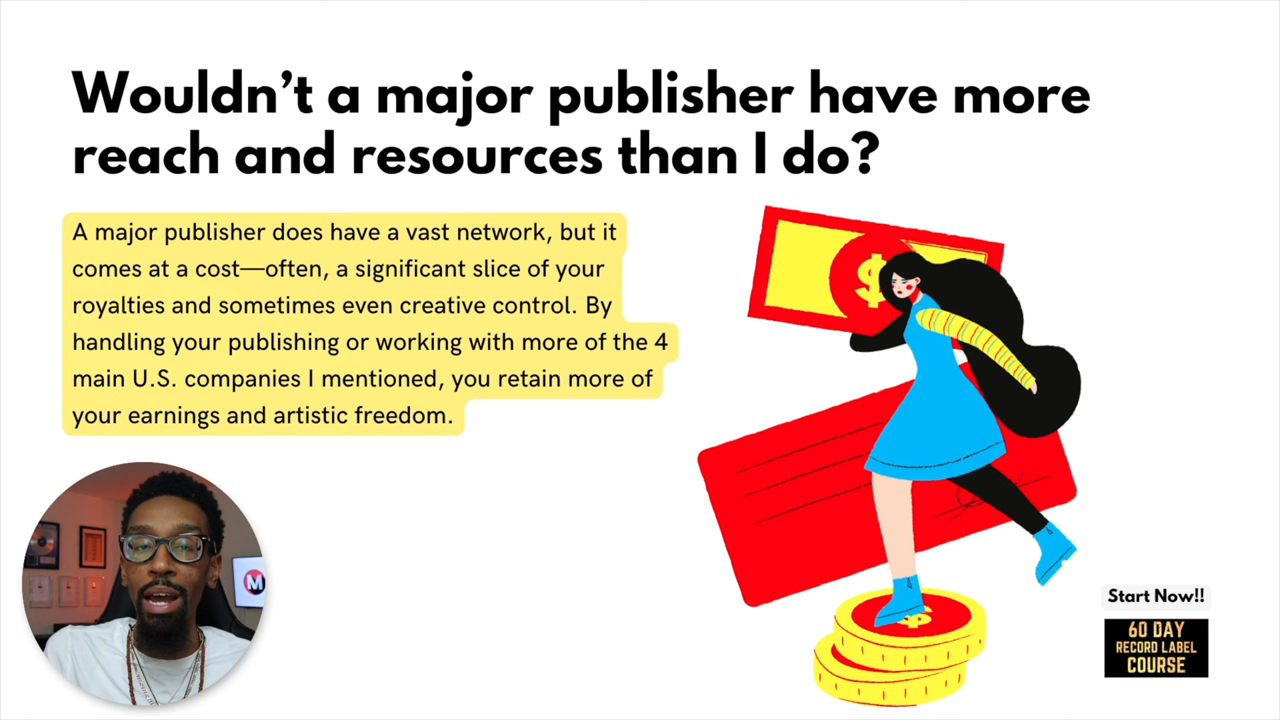 Wouldn’t a major publisher have more
reach and resources than I do?
A major publisher does have a vast network, but it
comes at a cost—often, a significant slice of your
royalties and sometimes even creative control. By
handling your publishing or working with more of the 4
main U.S. companies I mentioned, you retain more of
your earnings and artistic freedom.
$
$
M
Start Now!!
60 DAY
RECORD LABEL
COURSE